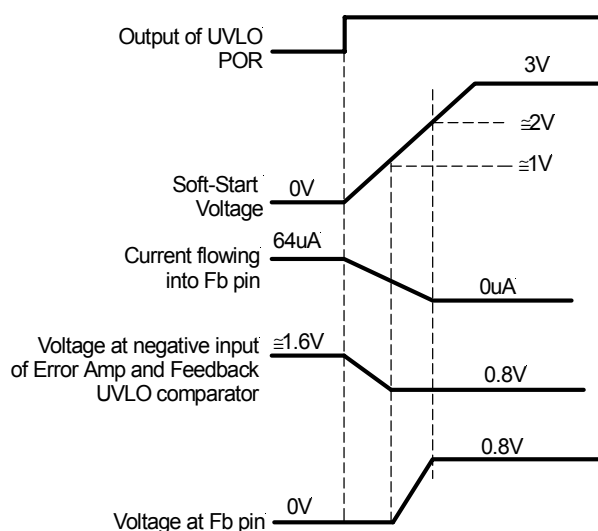 Output of UVLO
POR
3V
≅2V
≅1V
Soft-Start
Voltage
0V
64uA
Current flowing
into Fb pin
0uA
≅1.6V
Voltage at negative input
of Error Amp and Feedback
UVLO comparator
0.8V
0.8V
0V
Voltage at Fb pin